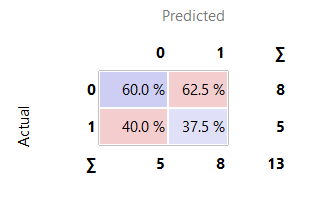 Predicted
0 1 ∑
0 60.0 % 62.5 % 8
Actual
1 40.0 % 37.5 % 5
∑ 5 8 13